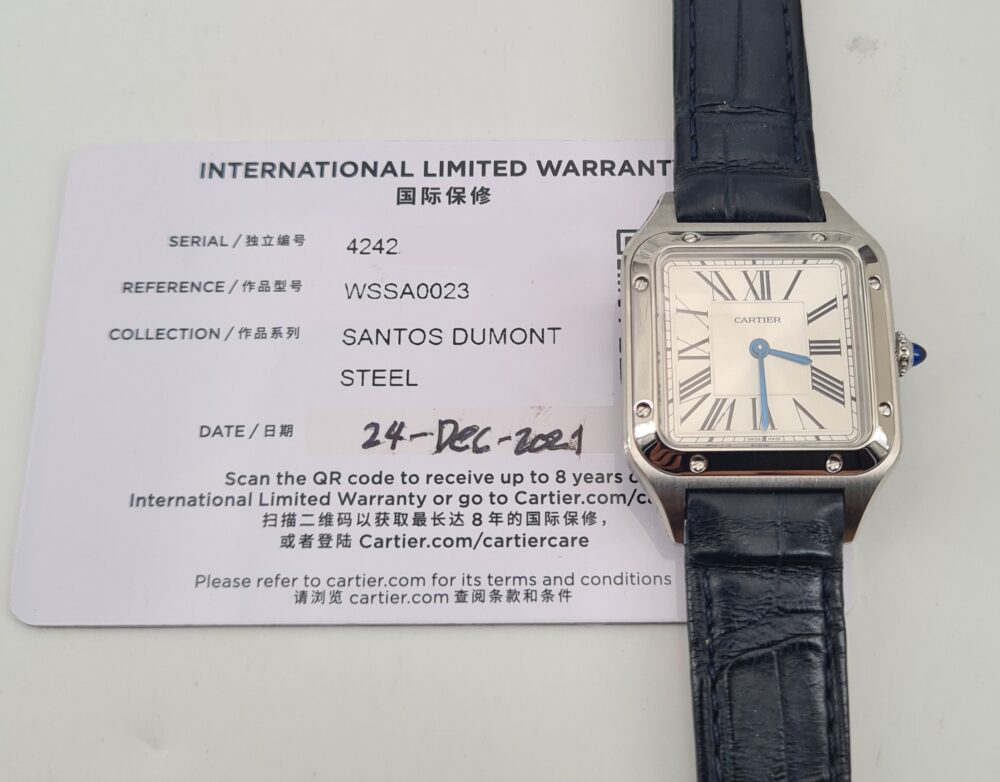 INTERNATIONAL LIMITED WARRANT
国际保修
SERIAL / 独立编号 4242
REFERENCE / 作品型号 WSSA0023
COLLECTION / 作品系列 SANTOS DUMONT
STEEL
DATE / 日期 24-Dec-2021
Scan the QR code to receive up to 8 years
International Limited Warranty or go to Cartier.com/ca
扫描二维码以获取最长达 8 年的国际保修，
或者登陆 Cartier.com/cartiercare
Please refer to cartier.com for its terms and conditions
请浏览 cartier.com 查阅条款和条件
XII
CARTIER
SWISS MADE